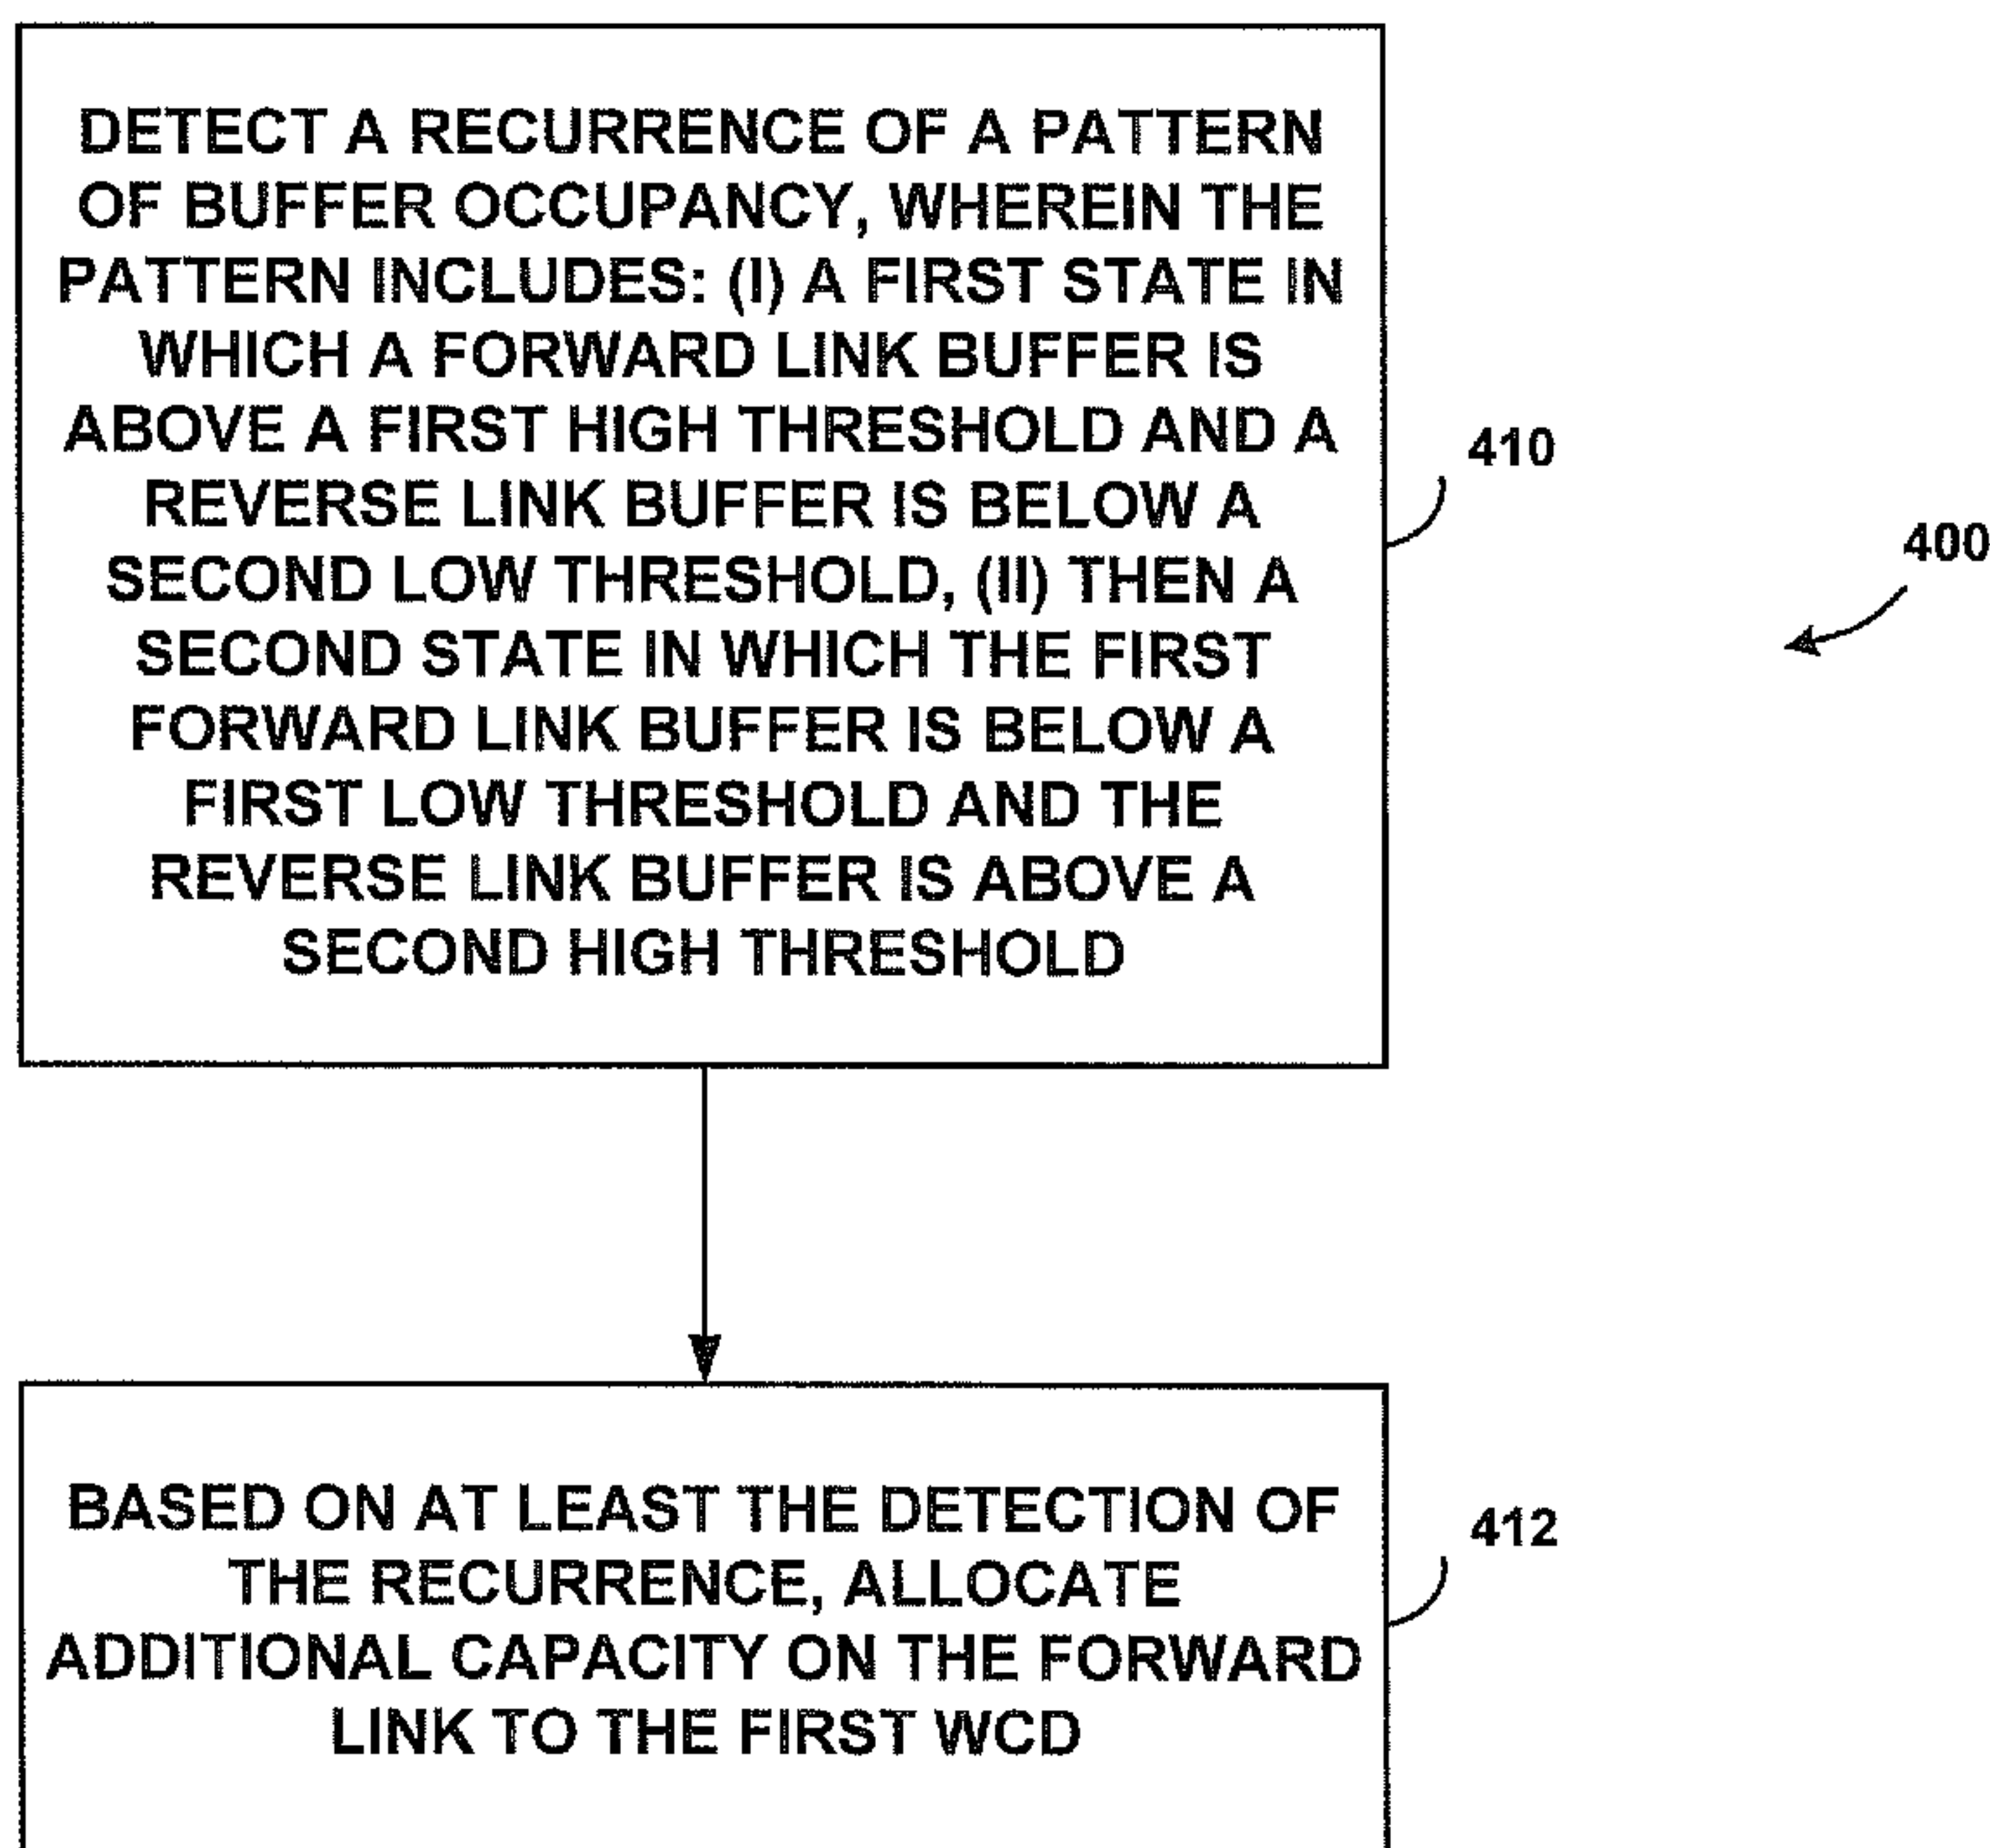 DETECT A RECURRENCE OF A PATTERN
OF BUFFER OCCUPANCY, WHEREIN THE
PATTERN INCLUDES: (I) A FIRST STATE IN
WHICH A FORWARD LINK BUFFER IS
ABOVE A FIRST HIGH THRESHOLD AND A
REVERSE LINK BUFFER IS BELOW A
SECOND LOW THRESHOLD, (II) THEN A
SECOND STATE IN WHICH THE FIRST
FORWARD LINK BUFFER IS BELOW A
FIRST LOW THRESHOLD AND THE
REVERSE LINK BUFFER IS ABOVE A
SECOND HIGH THRESHOLD
410
400
BASED ON AT LEAST THE DETECTION OF
THE RECURRENCE, ALLOCATE
ADDITIONAL CAPACITY ON THE FORWARD
LINK TO THE FIRST WCD
412